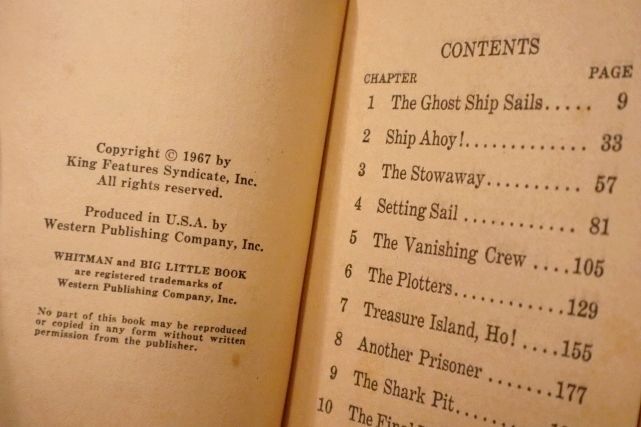 Copyright © 1967 by
King Features Syndicate, Inc.
All rights reserved.
Produced in U.S.A. by
Western Publishing Company, Inc.
WHITMAN and BIG LITTLE BOOK
are registered trademarks of
Western Publishing Company, Inc.
No part of this book may be reproduced
or copied in any form without written
permission from the publisher.
CONTENTS
CHAPTER PAGE
1 The Ghost Ship Sails..... 9
2 Ship Ahoy!............. 33
3 The Stowaway.......... 57
4 Setting Sail ............ 81
5 The Vanishing Crew ....105
6 The Plotters............129
7 Treasure Island, Ho! ....155
8 Another Prisoner .......177
9 The Shark Pit..........
10 The